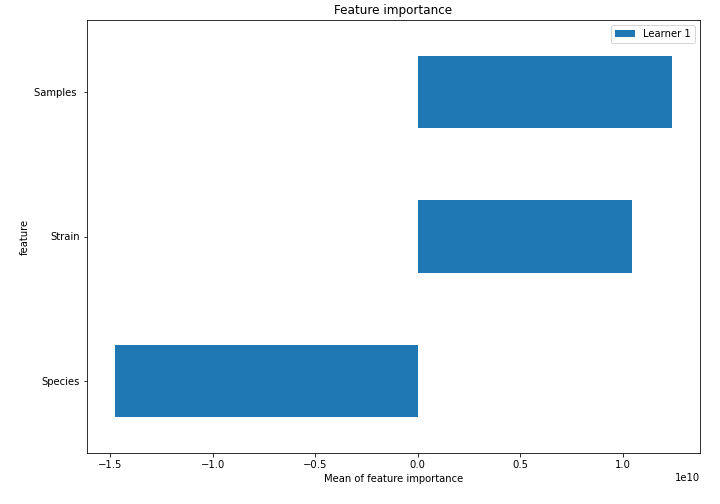 Feature importance
Learner 1
Samples
Strain
Species
feature
−1.5 −1.0 −0.5 0.0 0.5 1.0
1e10
Mean of feature importance